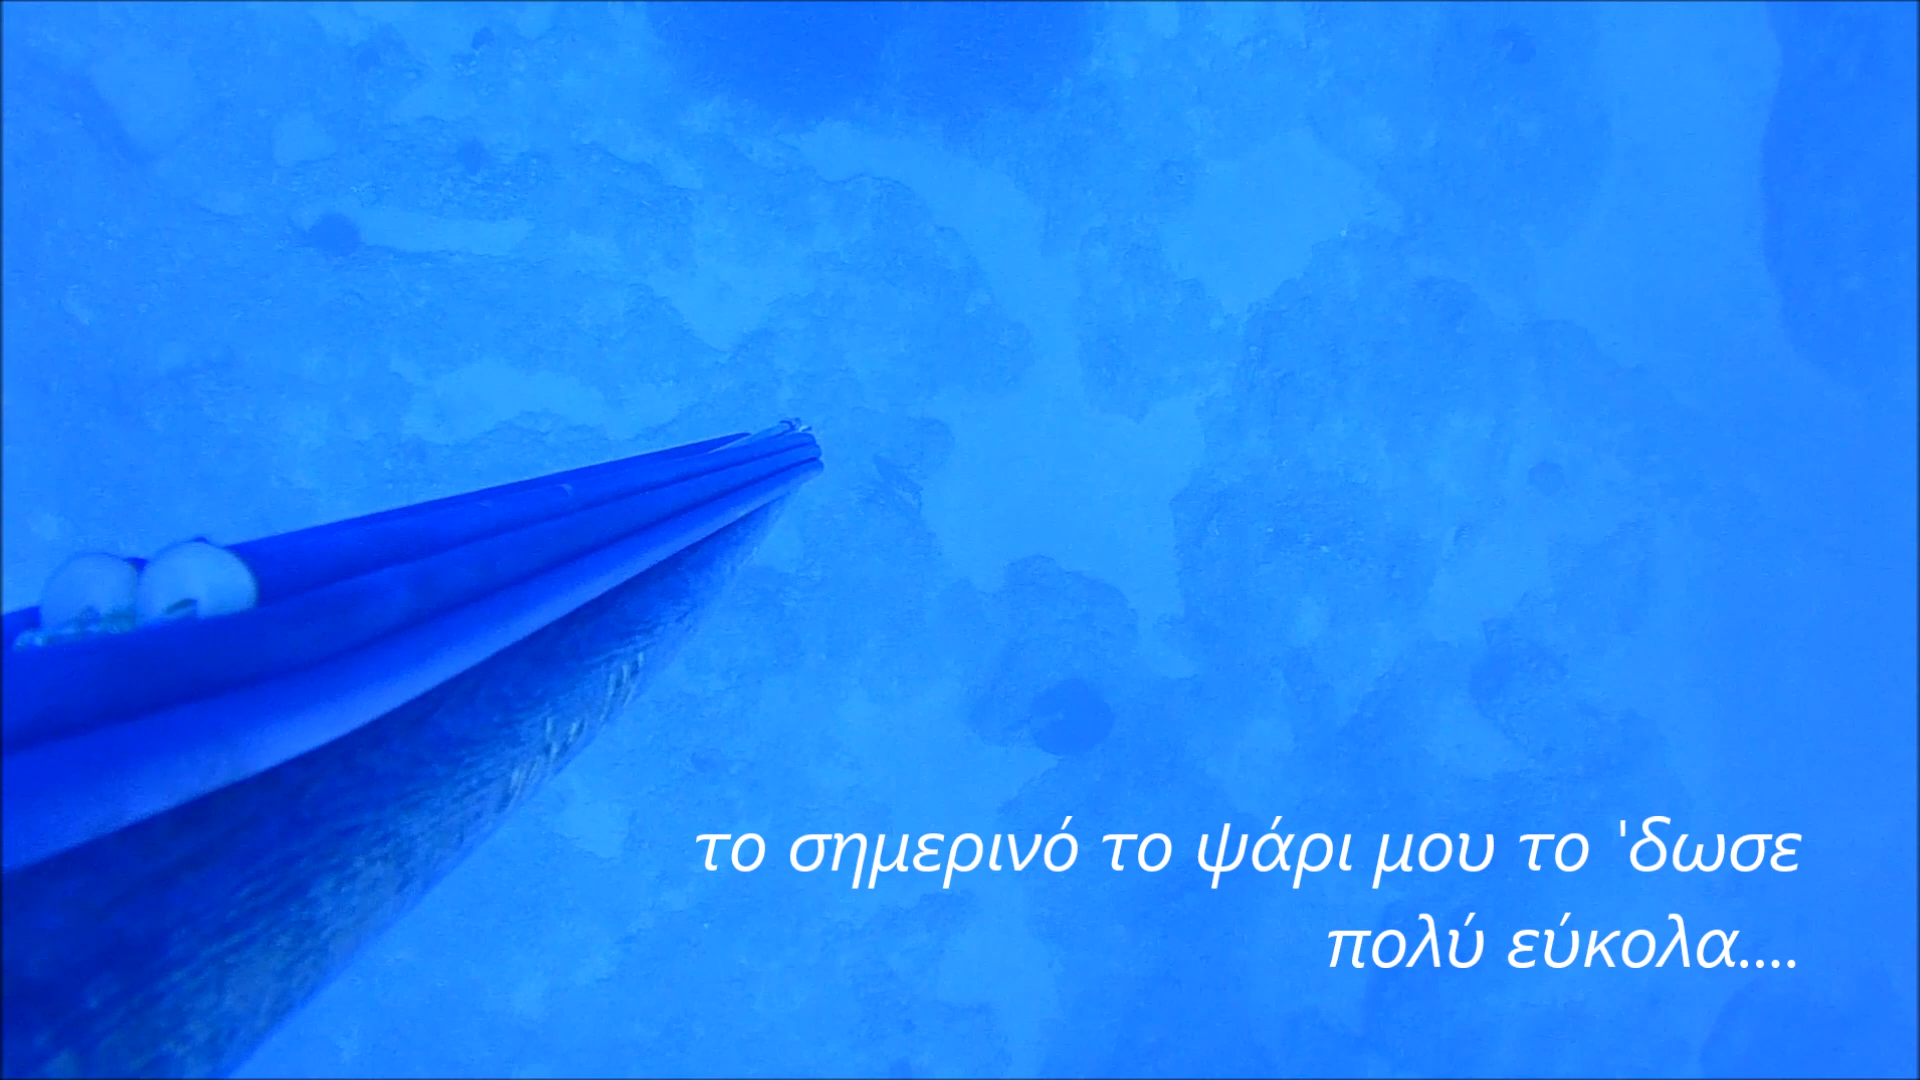 το σημερινό το ψάρι μου το 'δωσε
πολύ εύκολα....